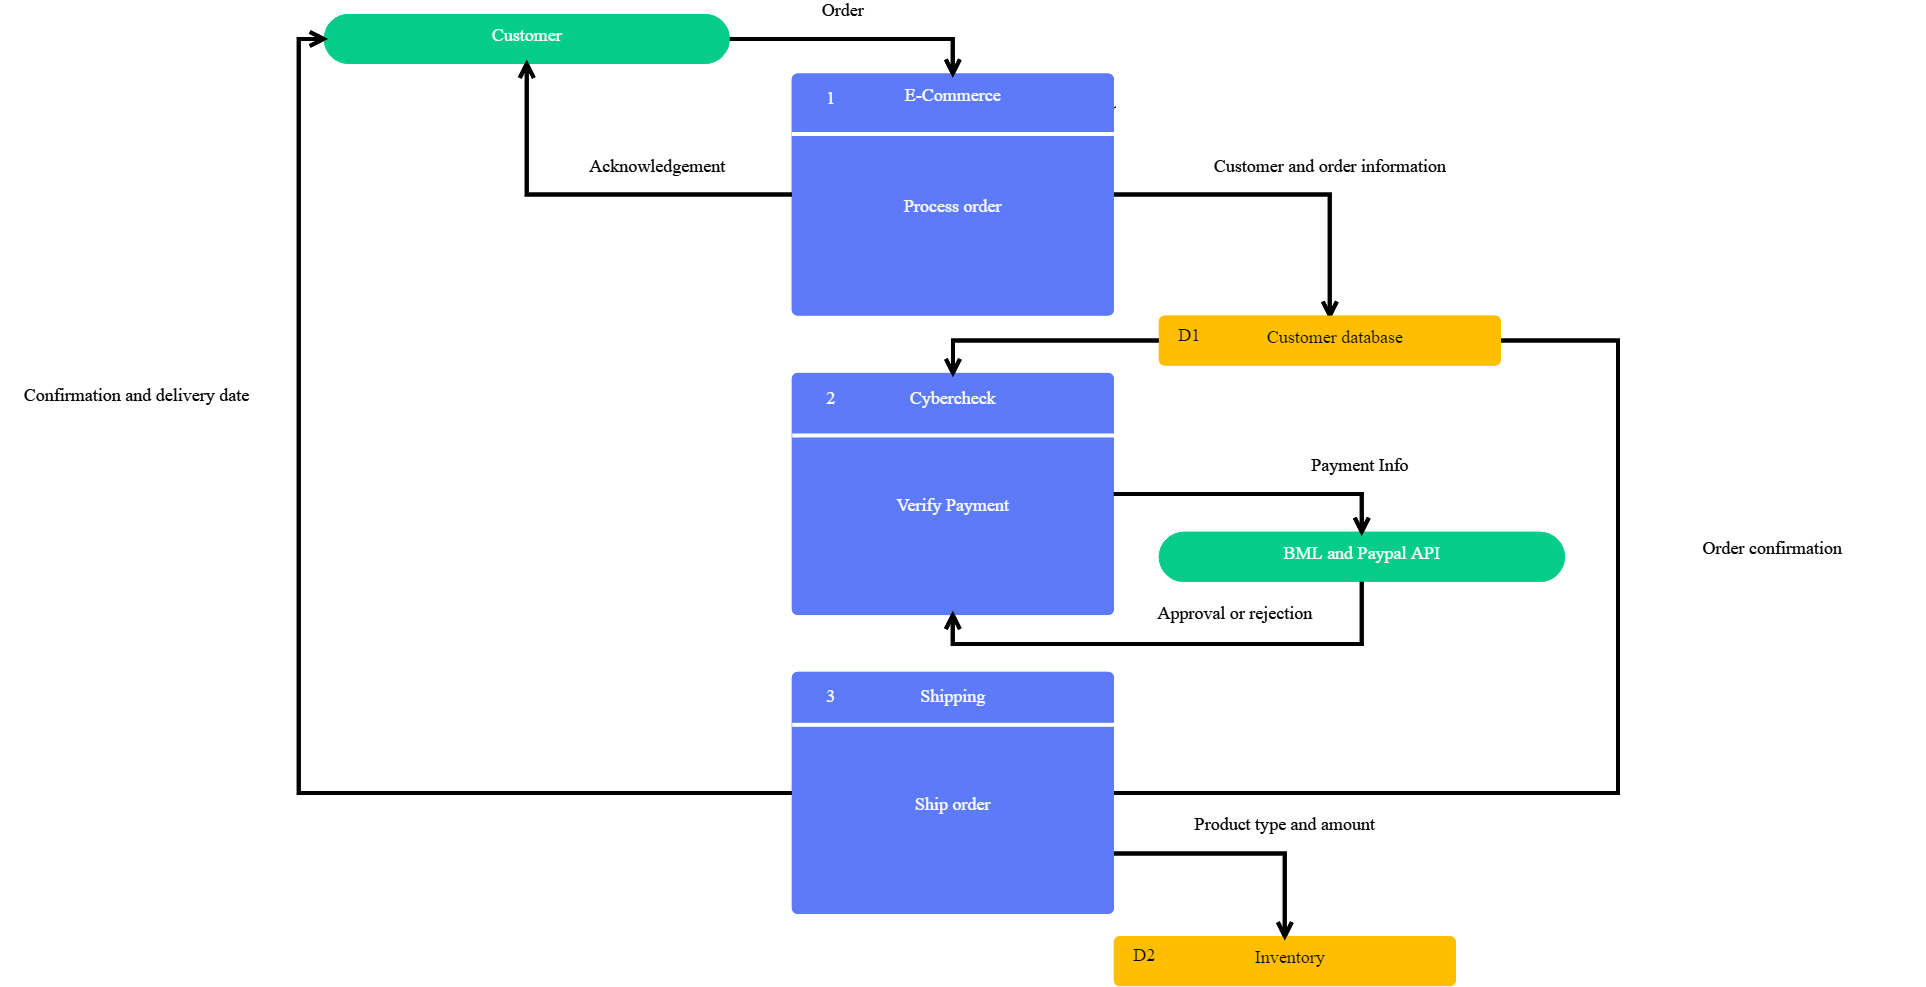 Order
Customer
1
E-Commerce
Acknowledgement
Customer and order information
Process order
D1
Customer database
Confirmation and delivery date
2
Cybercheck
Payment Info
Verify Payment
Order confirmation
BML and Paypal API
Approval or rejection
3
Shipping
Ship order
Product type and amount
D2
Inventory